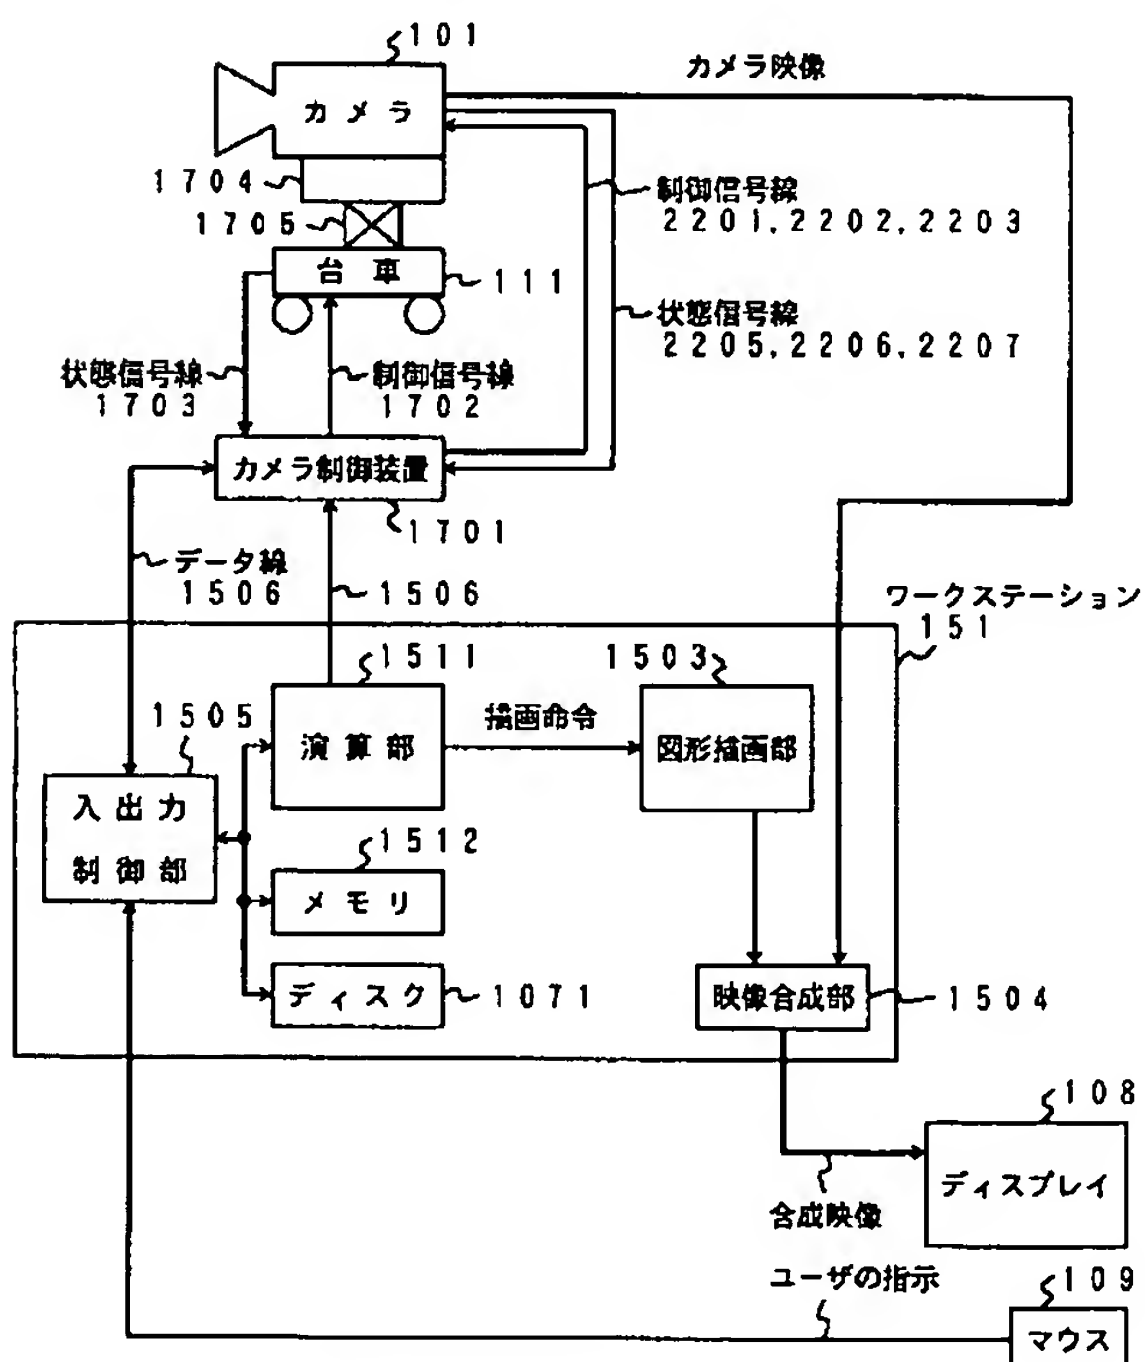 101
カメラ映像
カメラ
1704
制御信号線
2201,2202,2203
1705
台車
111
状態信号線
2205,2206,2207
状態信号線
1703
制御信号線
1702
カメラ制御装置
1701
データ線
1506
1506
ワークステーション
151
1511
1503
描画命令
1505
演算部
図形描画部
入出力
制御部
1512
メモリ
ディスク
1071
映像合成部
1504
108
ディスプレイ
合成映像
ユーザの指示
109
マウス